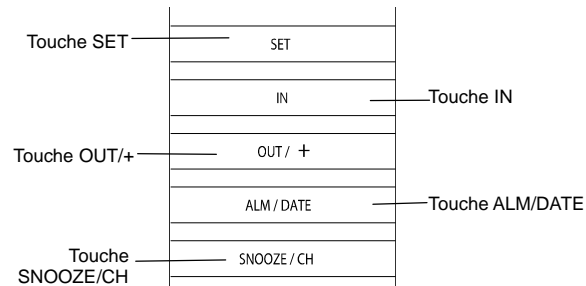 Touche SET
SET
IN
Touche IN
Touche OUT/+
OUT / +
ALM / DATE
Touche ALM/DATE
Touche
SNOOZE/CH
SNOOZE / CH